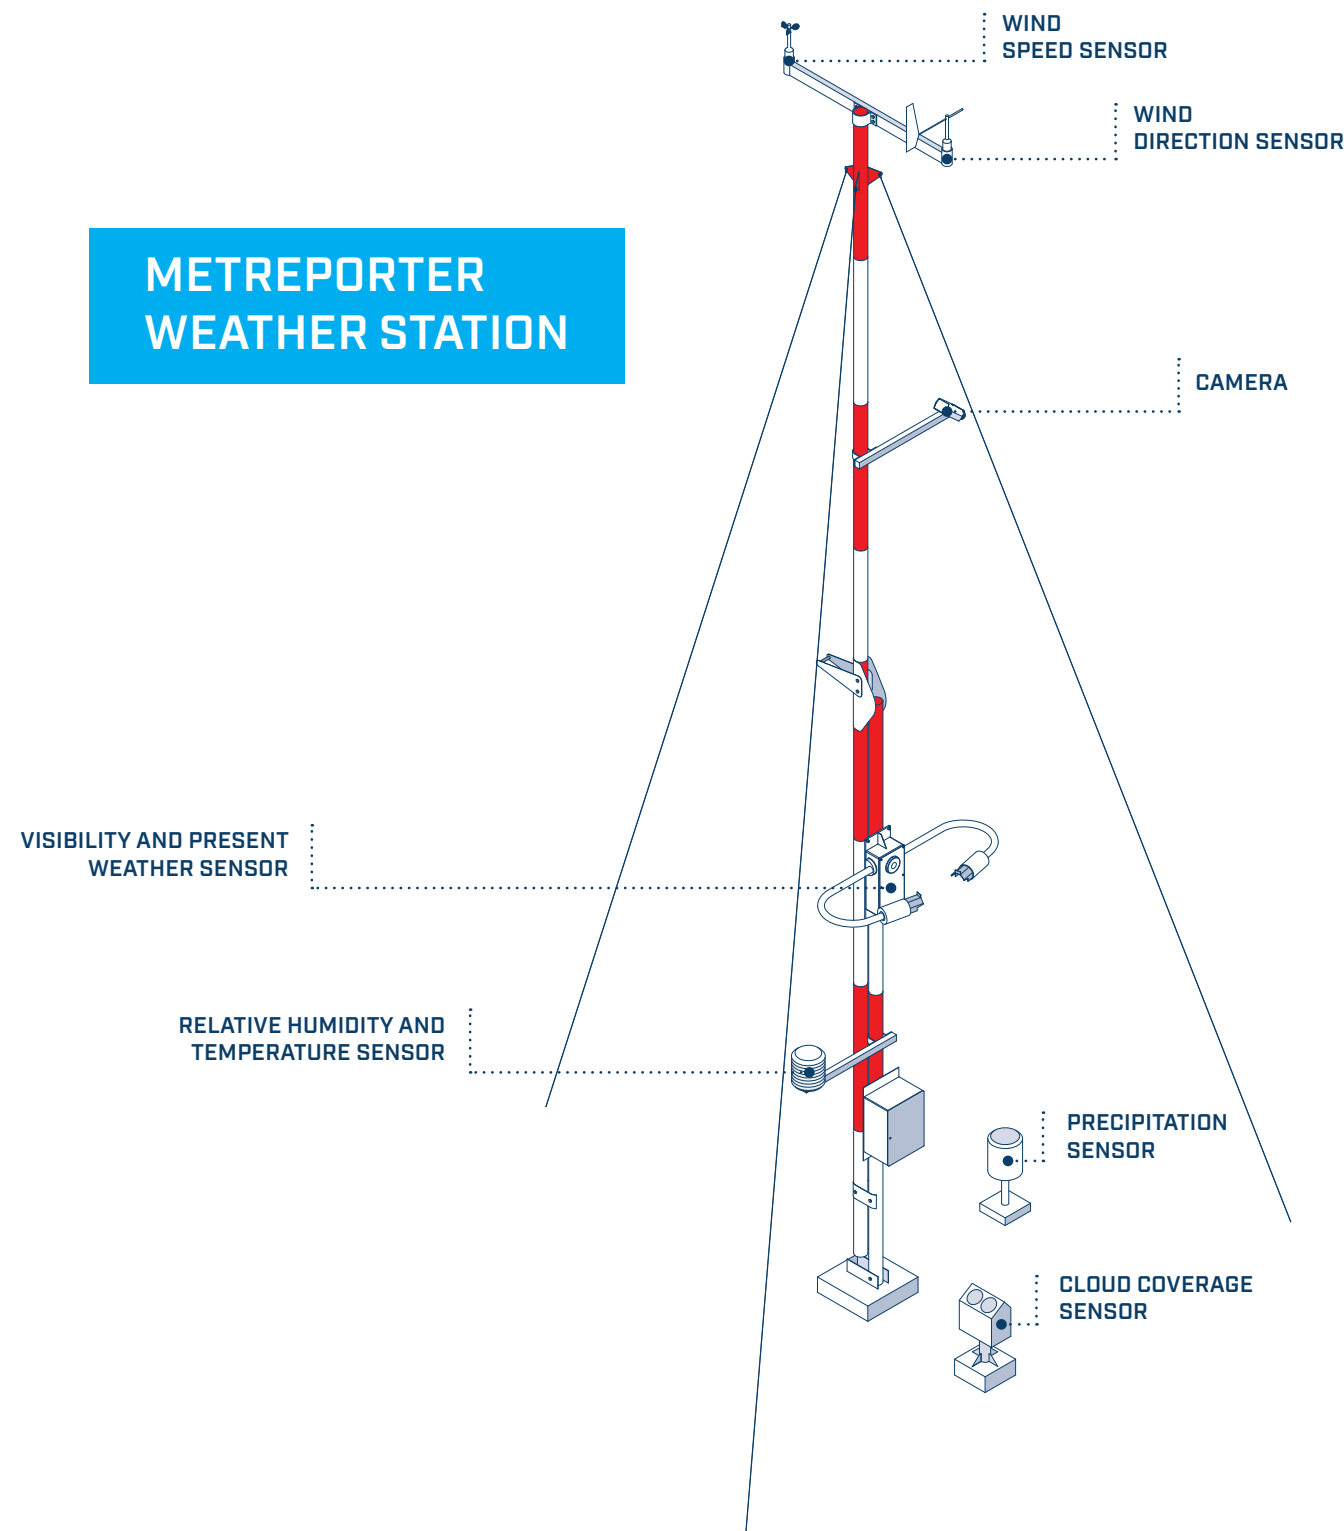 WIND
SPEED SENSOR
WIND
DIRECTION SENSOR
METREPORTER
WEATHER STATION
CAMERA
VISIBILITY AND PRESENT
WEATHER SENSOR
RELATIVE HUMIDITY AND
TEMPERATURE SENSOR
PRECIPITATION
SENSOR
CLOUD COVERAGE
SENSOR